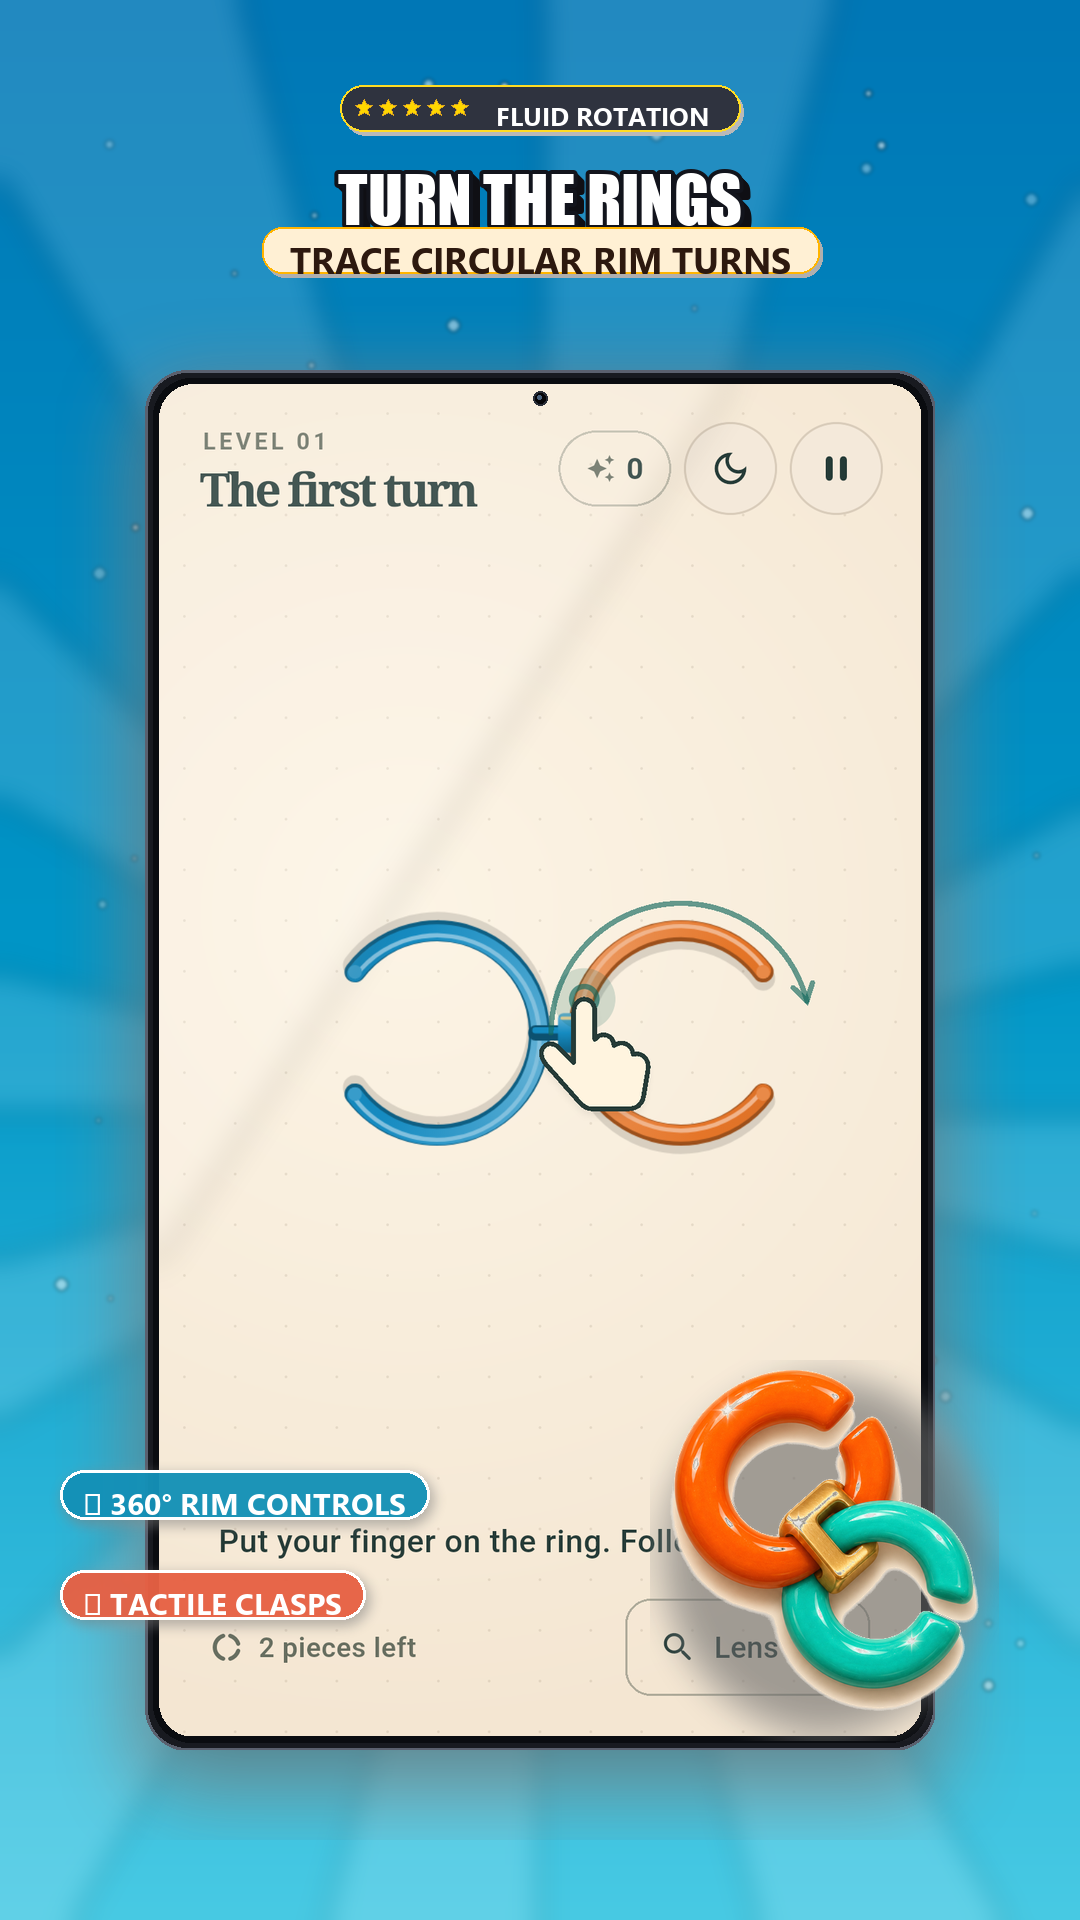 ★★★★★ FLUID ROTATION
TURN THE RINGS
TRACE CIRCULAR RIM TURNS
LEVEL 01
The first turn
0
360° RIM CONTROLS
Put your finger on the ring.
TACTILE CLASPS
2 pieces left
Lens